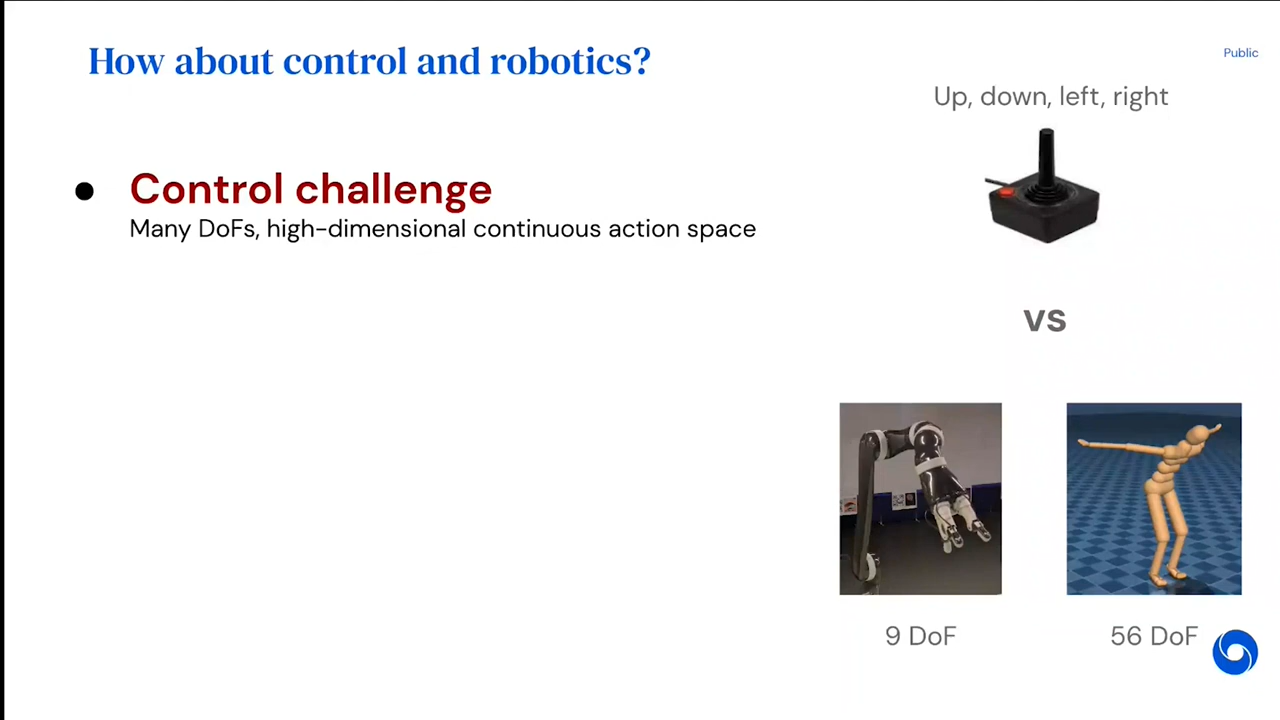 How about control and robotics?
Public
Up, down, left, right
● Control challenge
Many DoFs, high-dimensional continuous action space
vs
9 DoF
56 DoF